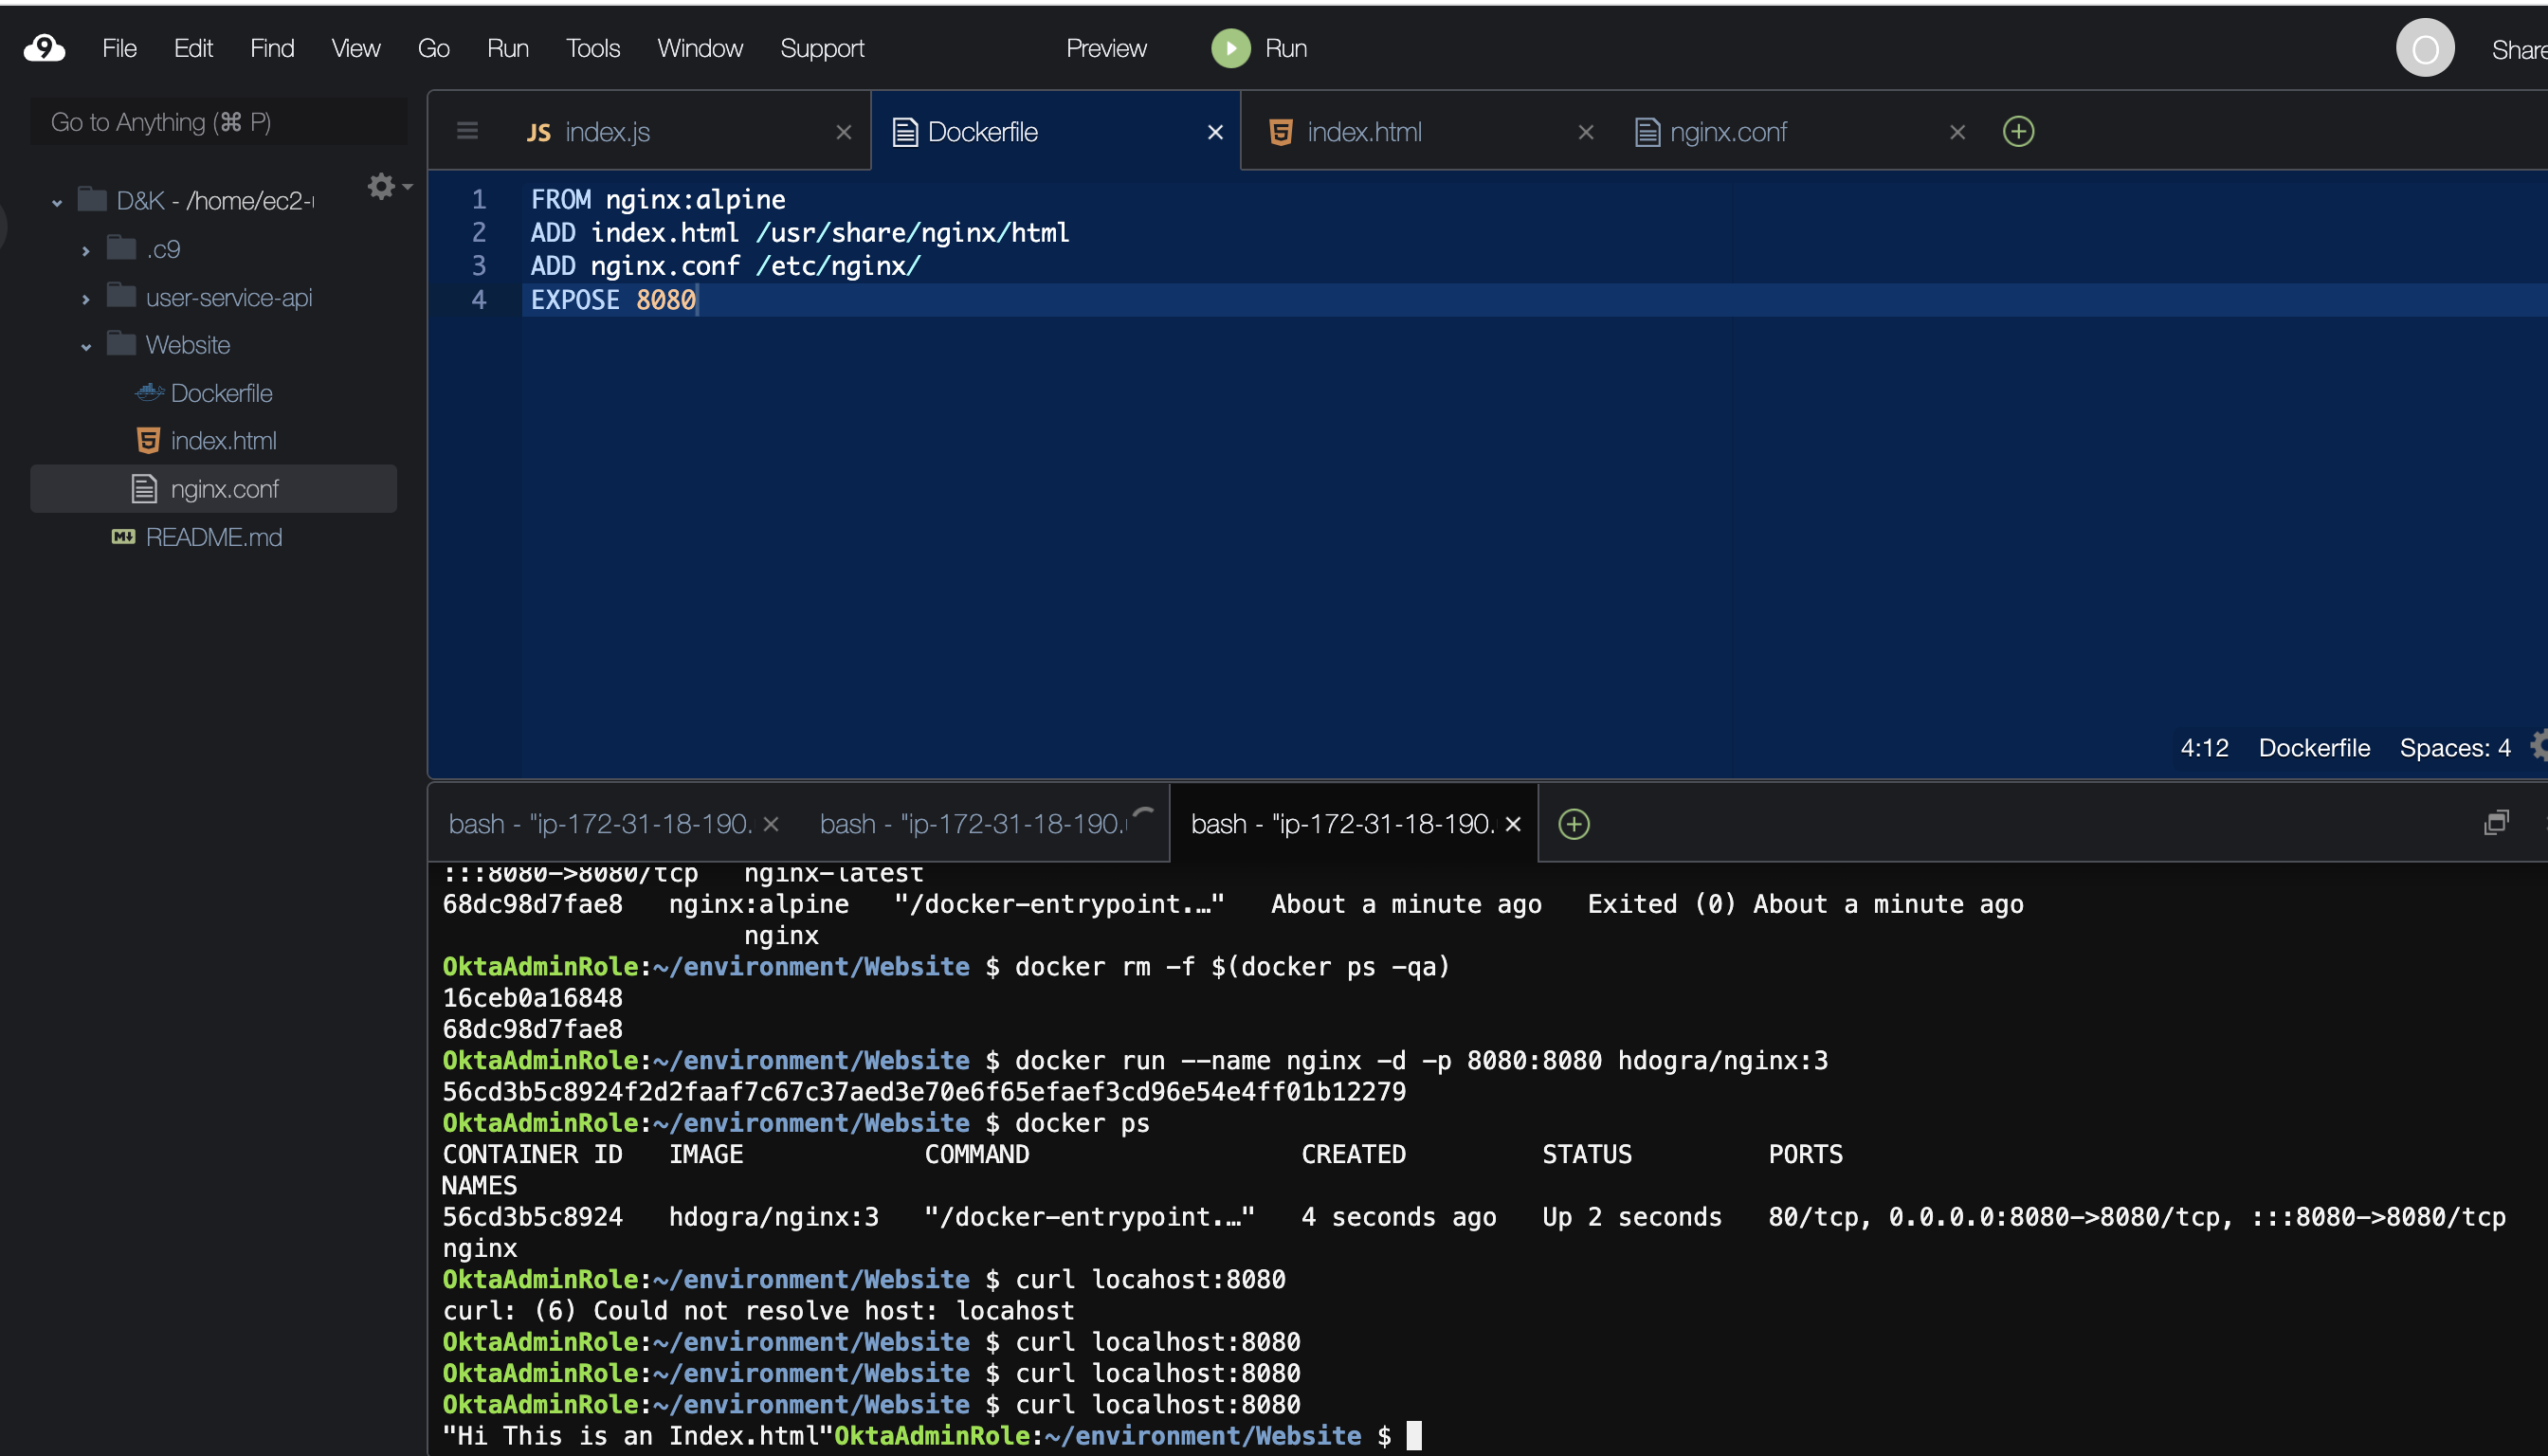 File Edit Find View Go Run Tools Window Support Preview Run O Share
Go to Anything (⌘ P)
JS index.js Dockerfile index.html nginx.conf
D&K - /home/ec2-
.c9
user-service-api
Website
Dockerfile
index.html
nginx.conf
README.md
1 FROM nginx:alpine
2 ADD index.html /usr/share/nginx/html
3 ADD nginx.conf /etc/nginx/
4 EXPOSE 8080
4:12 Dockerfile Spaces: 4
bash - "ip-172-31-18-190. bash - "ip-172-31-18-190. bash - "ip-172-31-18-190.
:::8080->8080/tcp nginx-latest
68dc98d7fae8 nginx:alpine "/docker-entrypoint.…" About a minute ago Exited (0) About a minute ago
nginx
OktaAdminRole:~/environment/Website $ docker rm -f $(docker ps -qa)
16ceb0a16848
68dc98d7fae8
OktaAdminRole:~/environment/Website $ docker run --name nginx -d -p 8080:8080 hdogra/nginx:3
56cd3b5c8924f2d2faaf7c67c37aed3e70e6f65efaef3cd96e54e4ff01b12279
OktaAdminRole:~/environment/Website $ docker ps
CONTAINER ID IMAGE COMMAND CREATED STATUS PORTS
NAMES
56cd3b5c8924 hdogra/nginx:3 "/docker-entrypoint.…" 4 seconds ago Up 2 seconds 80/tcp, 0.0.0.0:8080->8080/tcp, :::8080->8080/tcp
nginx
OktaAdminRole:~/environment/Website $ curl locahost:8080
curl: (6) Could not resolve host: locahost
OktaAdminRole:~/environment/Website $ curl localhost:8080
OktaAdminRole:~/environment/Website $ curl localhost:8080
OktaAdminRole:~/environment/Website $ curl localhost:8080
"Hi This is an Index.html"OktaAdminRole:~/environment/Website $